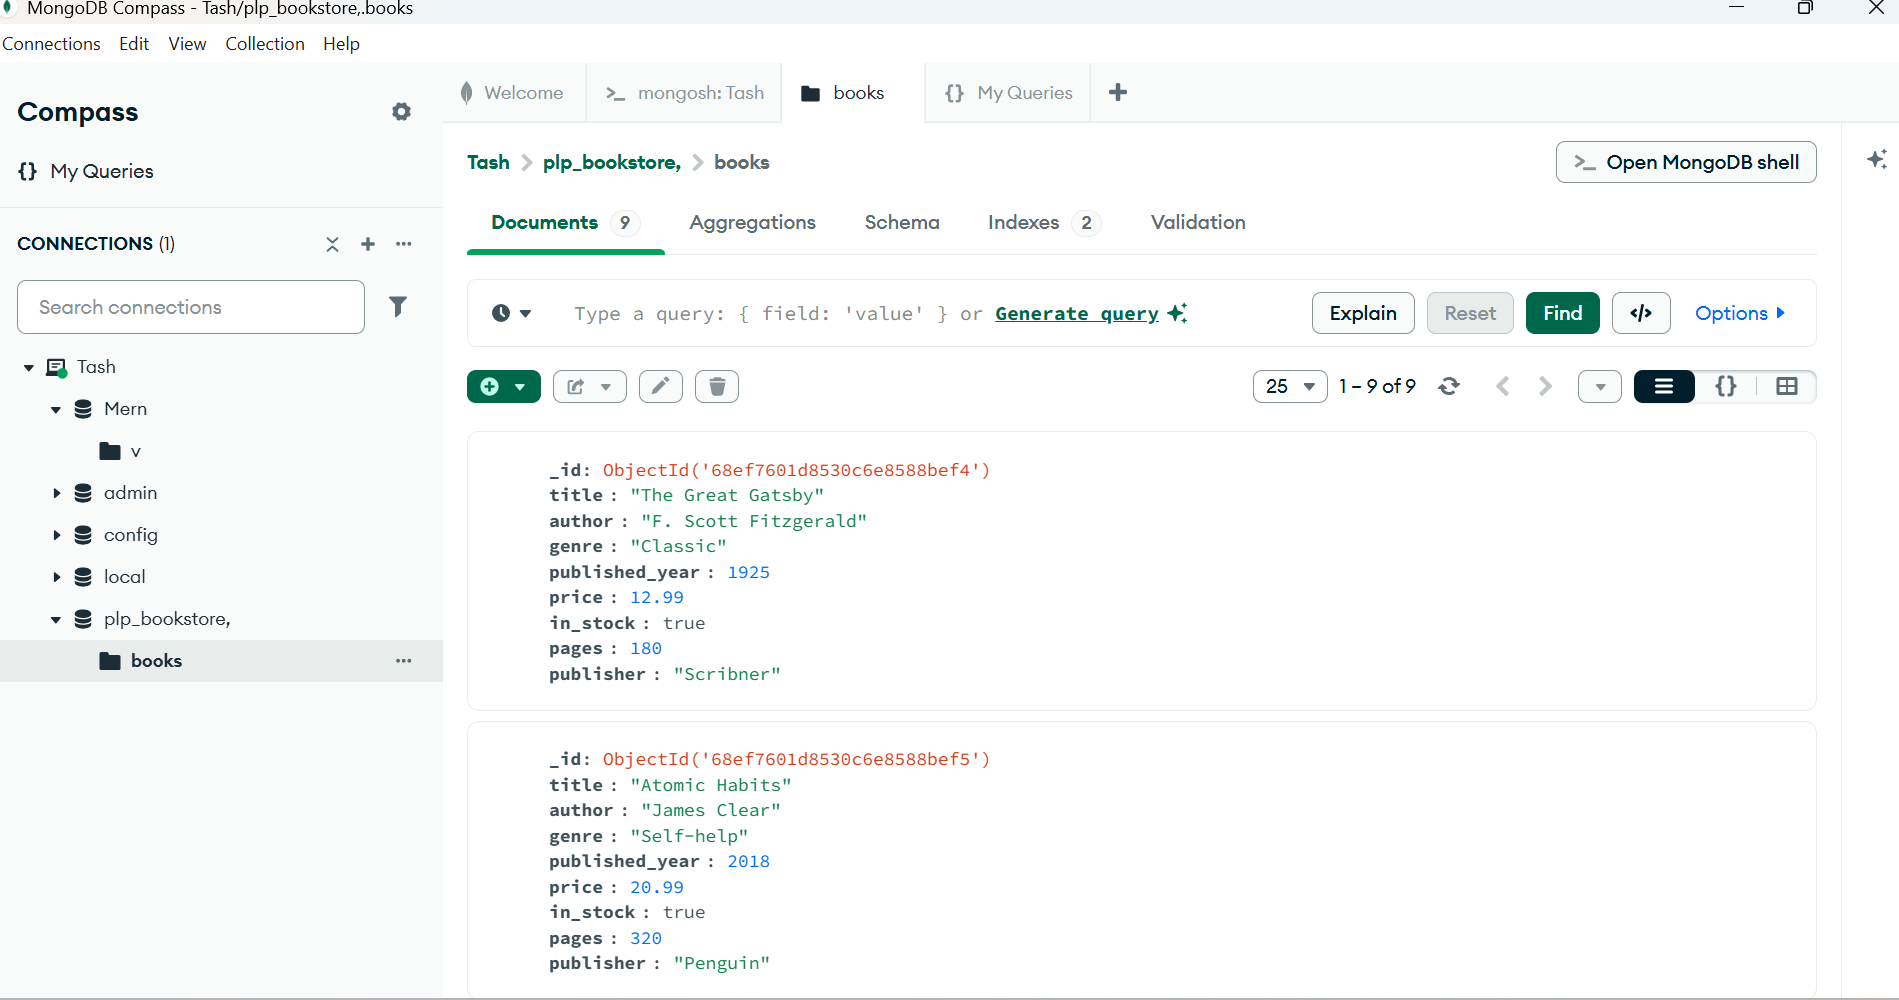 MongoDB Compass - Tash/plp_bookstore,.books
Connections Edit View Collection Help
Compass
{} My Queries
CONNECTIONS (1)
Search connections
Tash
Mern
v
admin
config
local
plp_bookstore,
books
Welcome
>_ mongosh: Tash
books
{} My Queries
Tash > plp_bookstore, > books
>_ Open MongoDB shell
Documents 9 Aggregations Schema Indexes 2 Validation
Type a query: { field: 'value' } or Generate query
Explain Reset Find </> Options
25 1 – 9 of 9
_id: ObjectId('68ef7601d8530c6e8588bef4')
title : "The Great Gatsby"
author : "F. Scott Fitzgerald"
genre : "Classic"
published_year : 1925
price : 12.99
in_stock : true
pages : 180
publisher : "Scribner"
_id: ObjectId('68ef7601d8530c6e8588bef5')
title : "Atomic Habits"
author : "James Clear"
genre : "Self-help"
published_year : 2018
price : 20.99
in_stock : true
pages : 320
publisher : "Penguin"